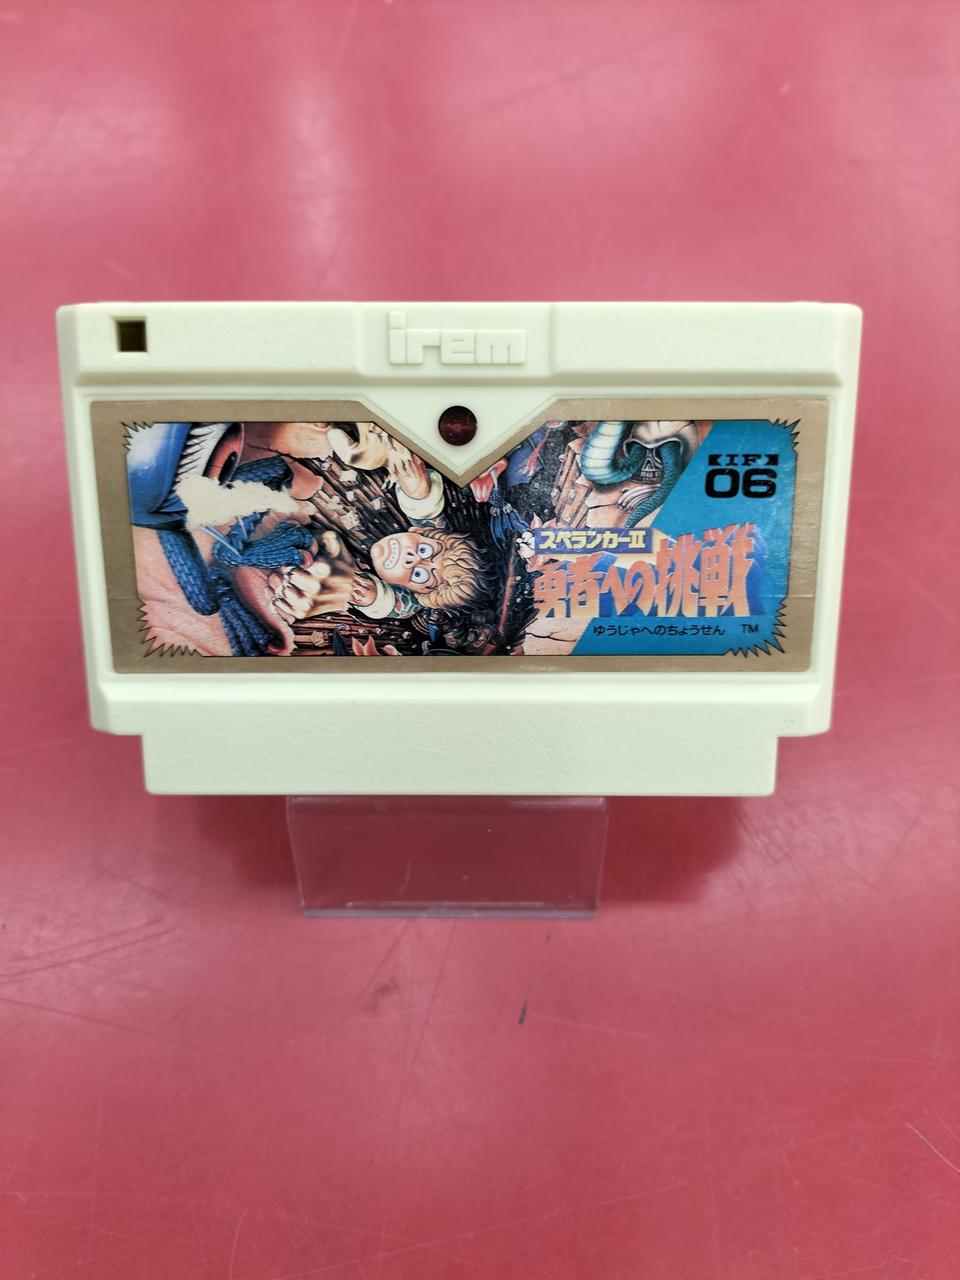 irem
【IF】
06
スペランカーII
勇者への挑戦
ゆうじゃへのちょうせん TM